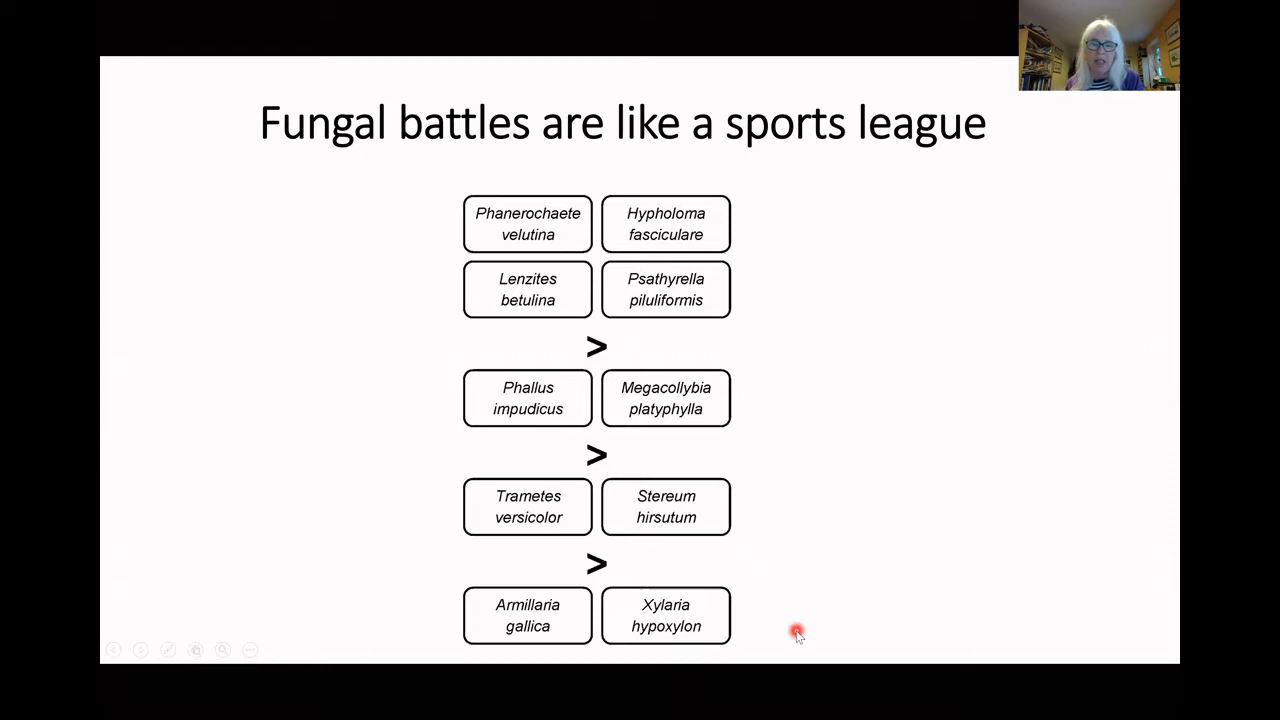 Fungal battles are like a sports league
Phanerochaete
velutina
Hypholoma
fasciculare
Lenzites
betulina
Psathyrella
piluliformis
>
Phallus
impudicus
Megacollybia
platyphylla
>
Trametes
versicolor
Stereum
hirsutum
>
Armillaria
gallica
Xylaria
hypoxylon